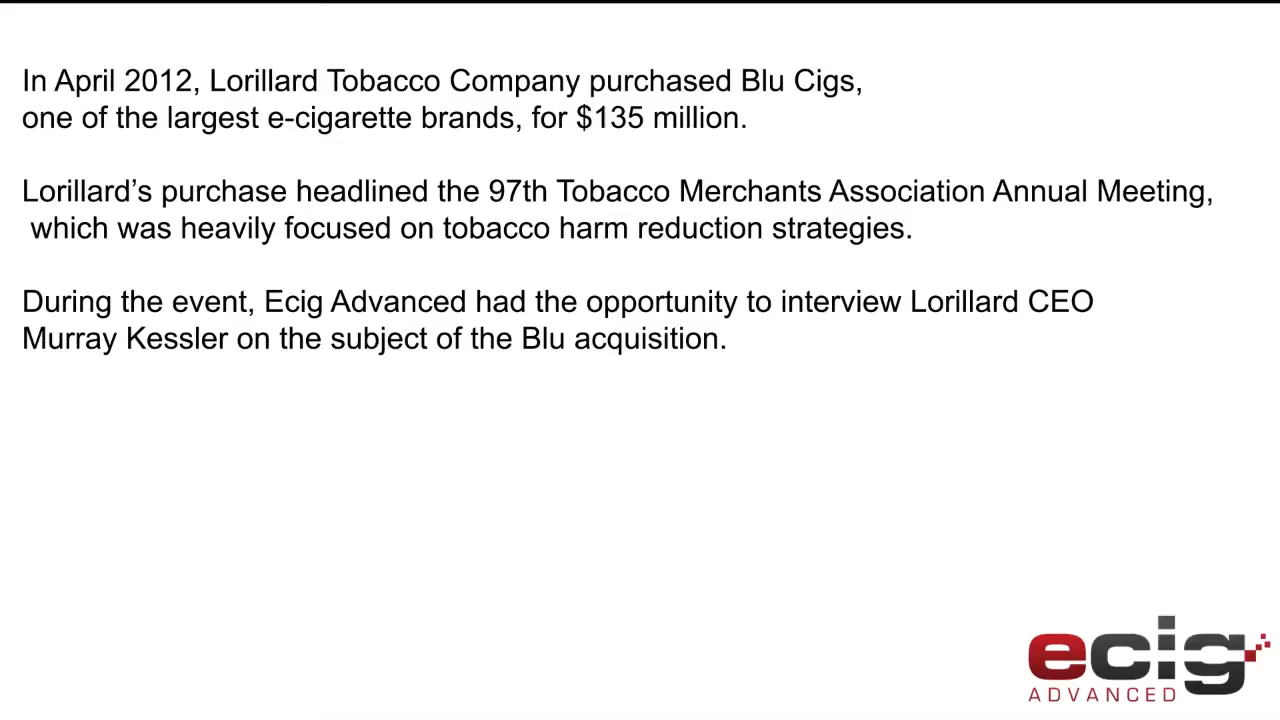 In April 2012, Lorillard Tobacco Company purchased Blu Cigs,
one of the largest e-cigarette brands, for $135 million.
Lorillard’s purchase headlined the 97th Tobacco Merchants Association Annual Meeting,
which was heavily focused on tobacco harm reduction strategies.
During the event, Ecig Advanced had the opportunity to interview Lorillard CEO
Murray Kessler on the subject of the Blu acquisition.
ecig
ADVANCED